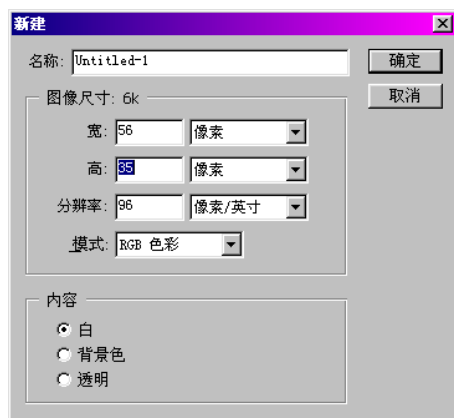 新建
名称: Untitled-1
确定
图像尺寸: 6k
取消
宽: 56 像素
高: 35 像素
分辨率: 96 像素/英寸
模式: RGB 色彩
内容
白
背景色
透明